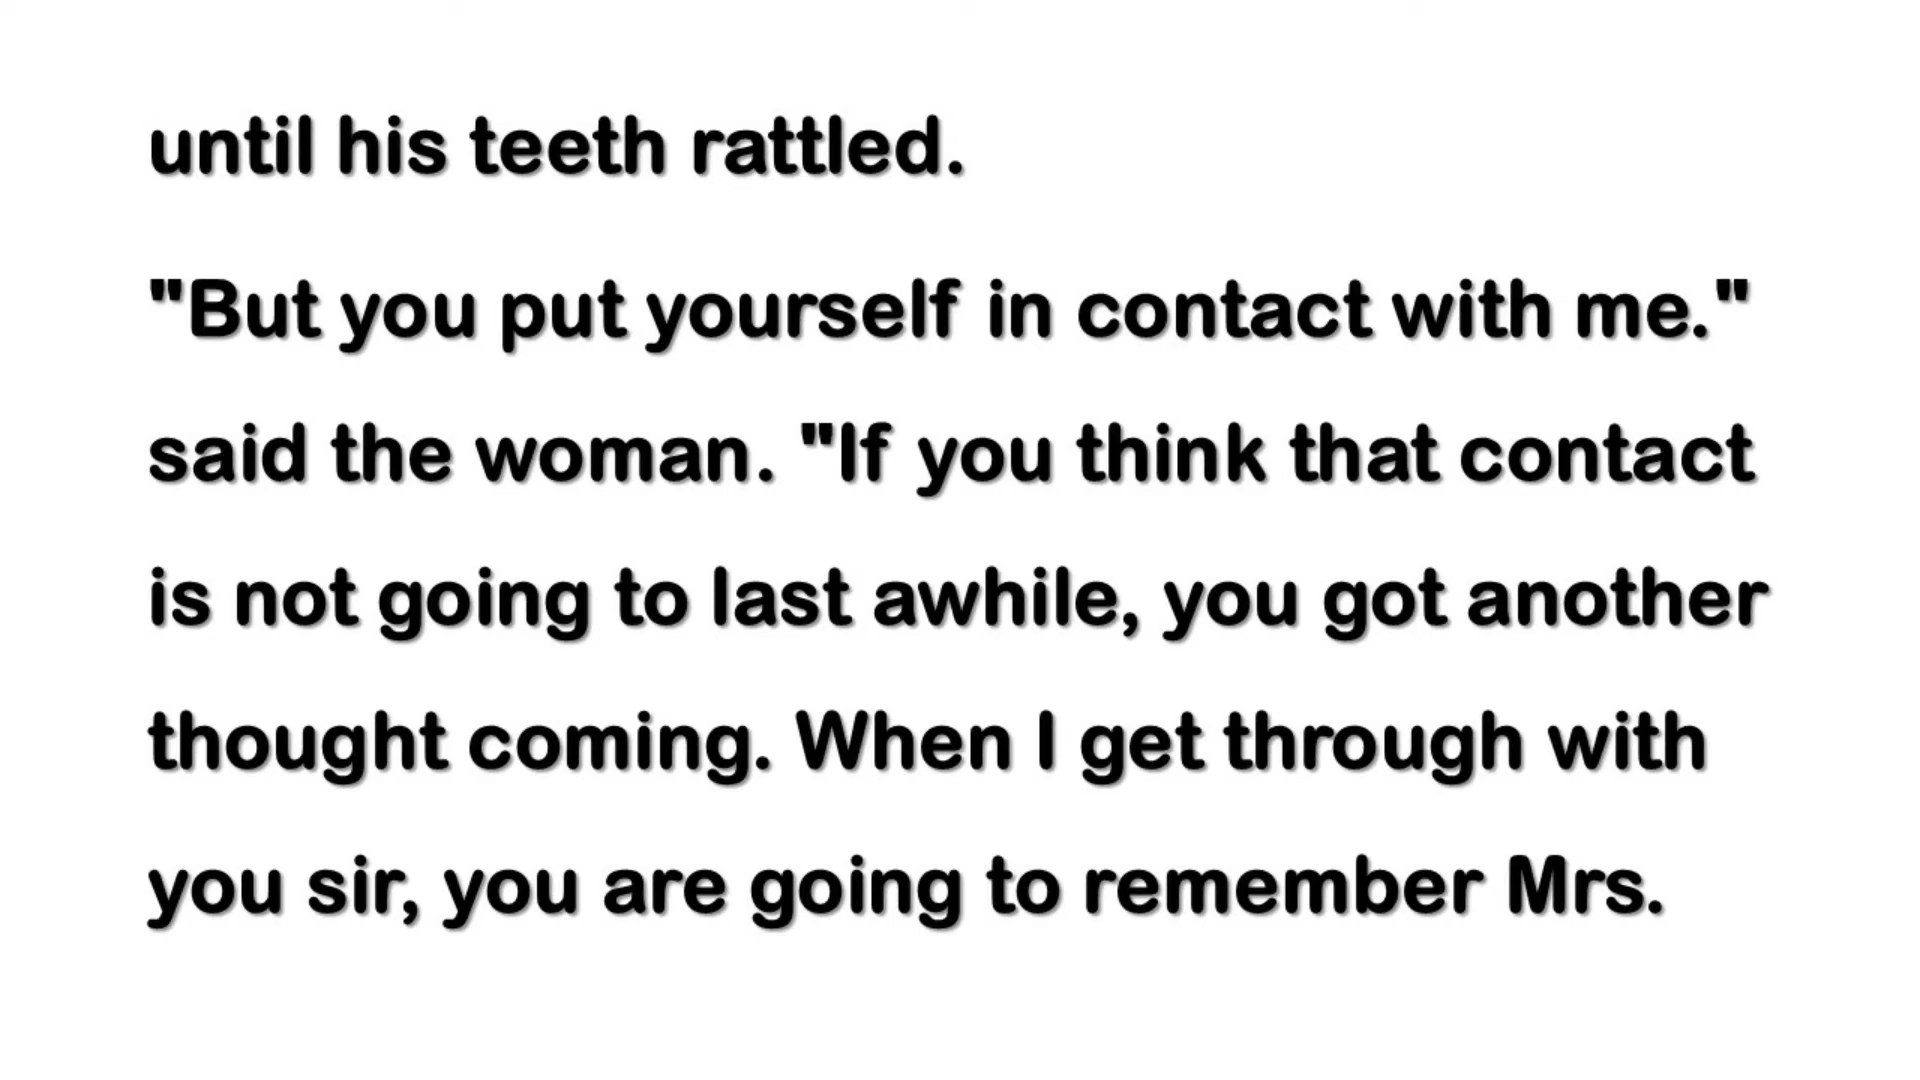 until his teeth rattled.
"But you put yourself in contact with me."
said the woman. "If you think that contact
is not going to last awhile, you got another
thought coming. When I get through with
you sir, you are going to remember Mrs.